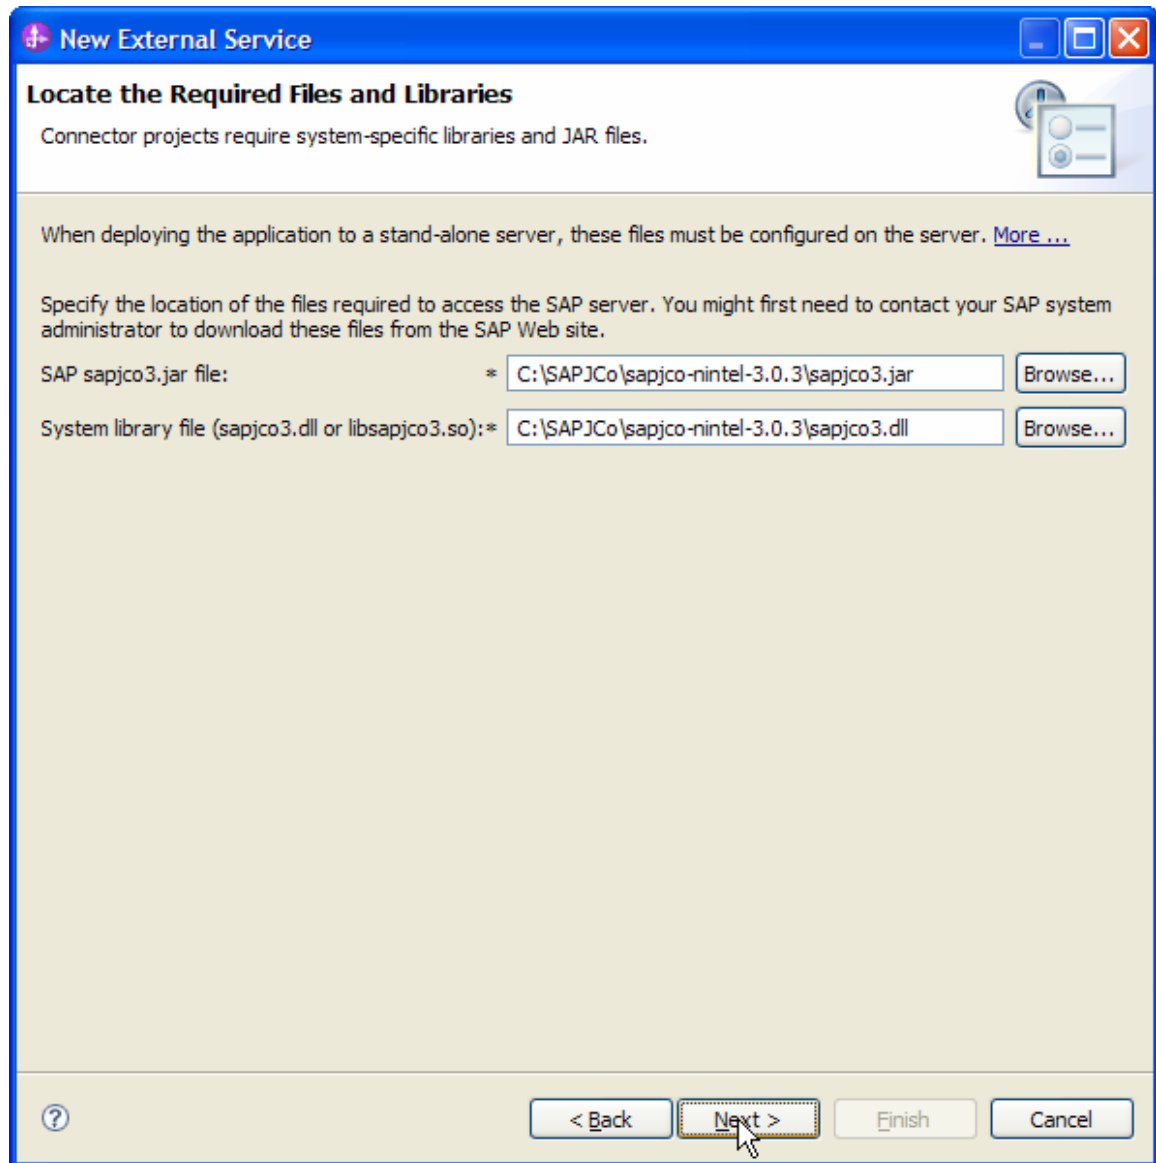 New External Service
Locate the Required Files and Libraries
Connector projects require system-specific libraries and JAR files.
When deploying the application to a stand-alone server, these files must be configured on the server. More ...
Specify the location of the files required to access the SAP server. You might first need to contact your SAP system
administrator to download these files from the SAP Web site.
SAP sapjco3.jar file: * C:\SAPJCo\sapjco-nintel-3.0.3\sapjco3.jar Browse...
System library file (sapjco3.dll or libsapjco3.so):* C:\SAPJCo\sapjco-nintel-3.0.3\sapjco3.dll Browse...
? < Back Next > Finish Cancel